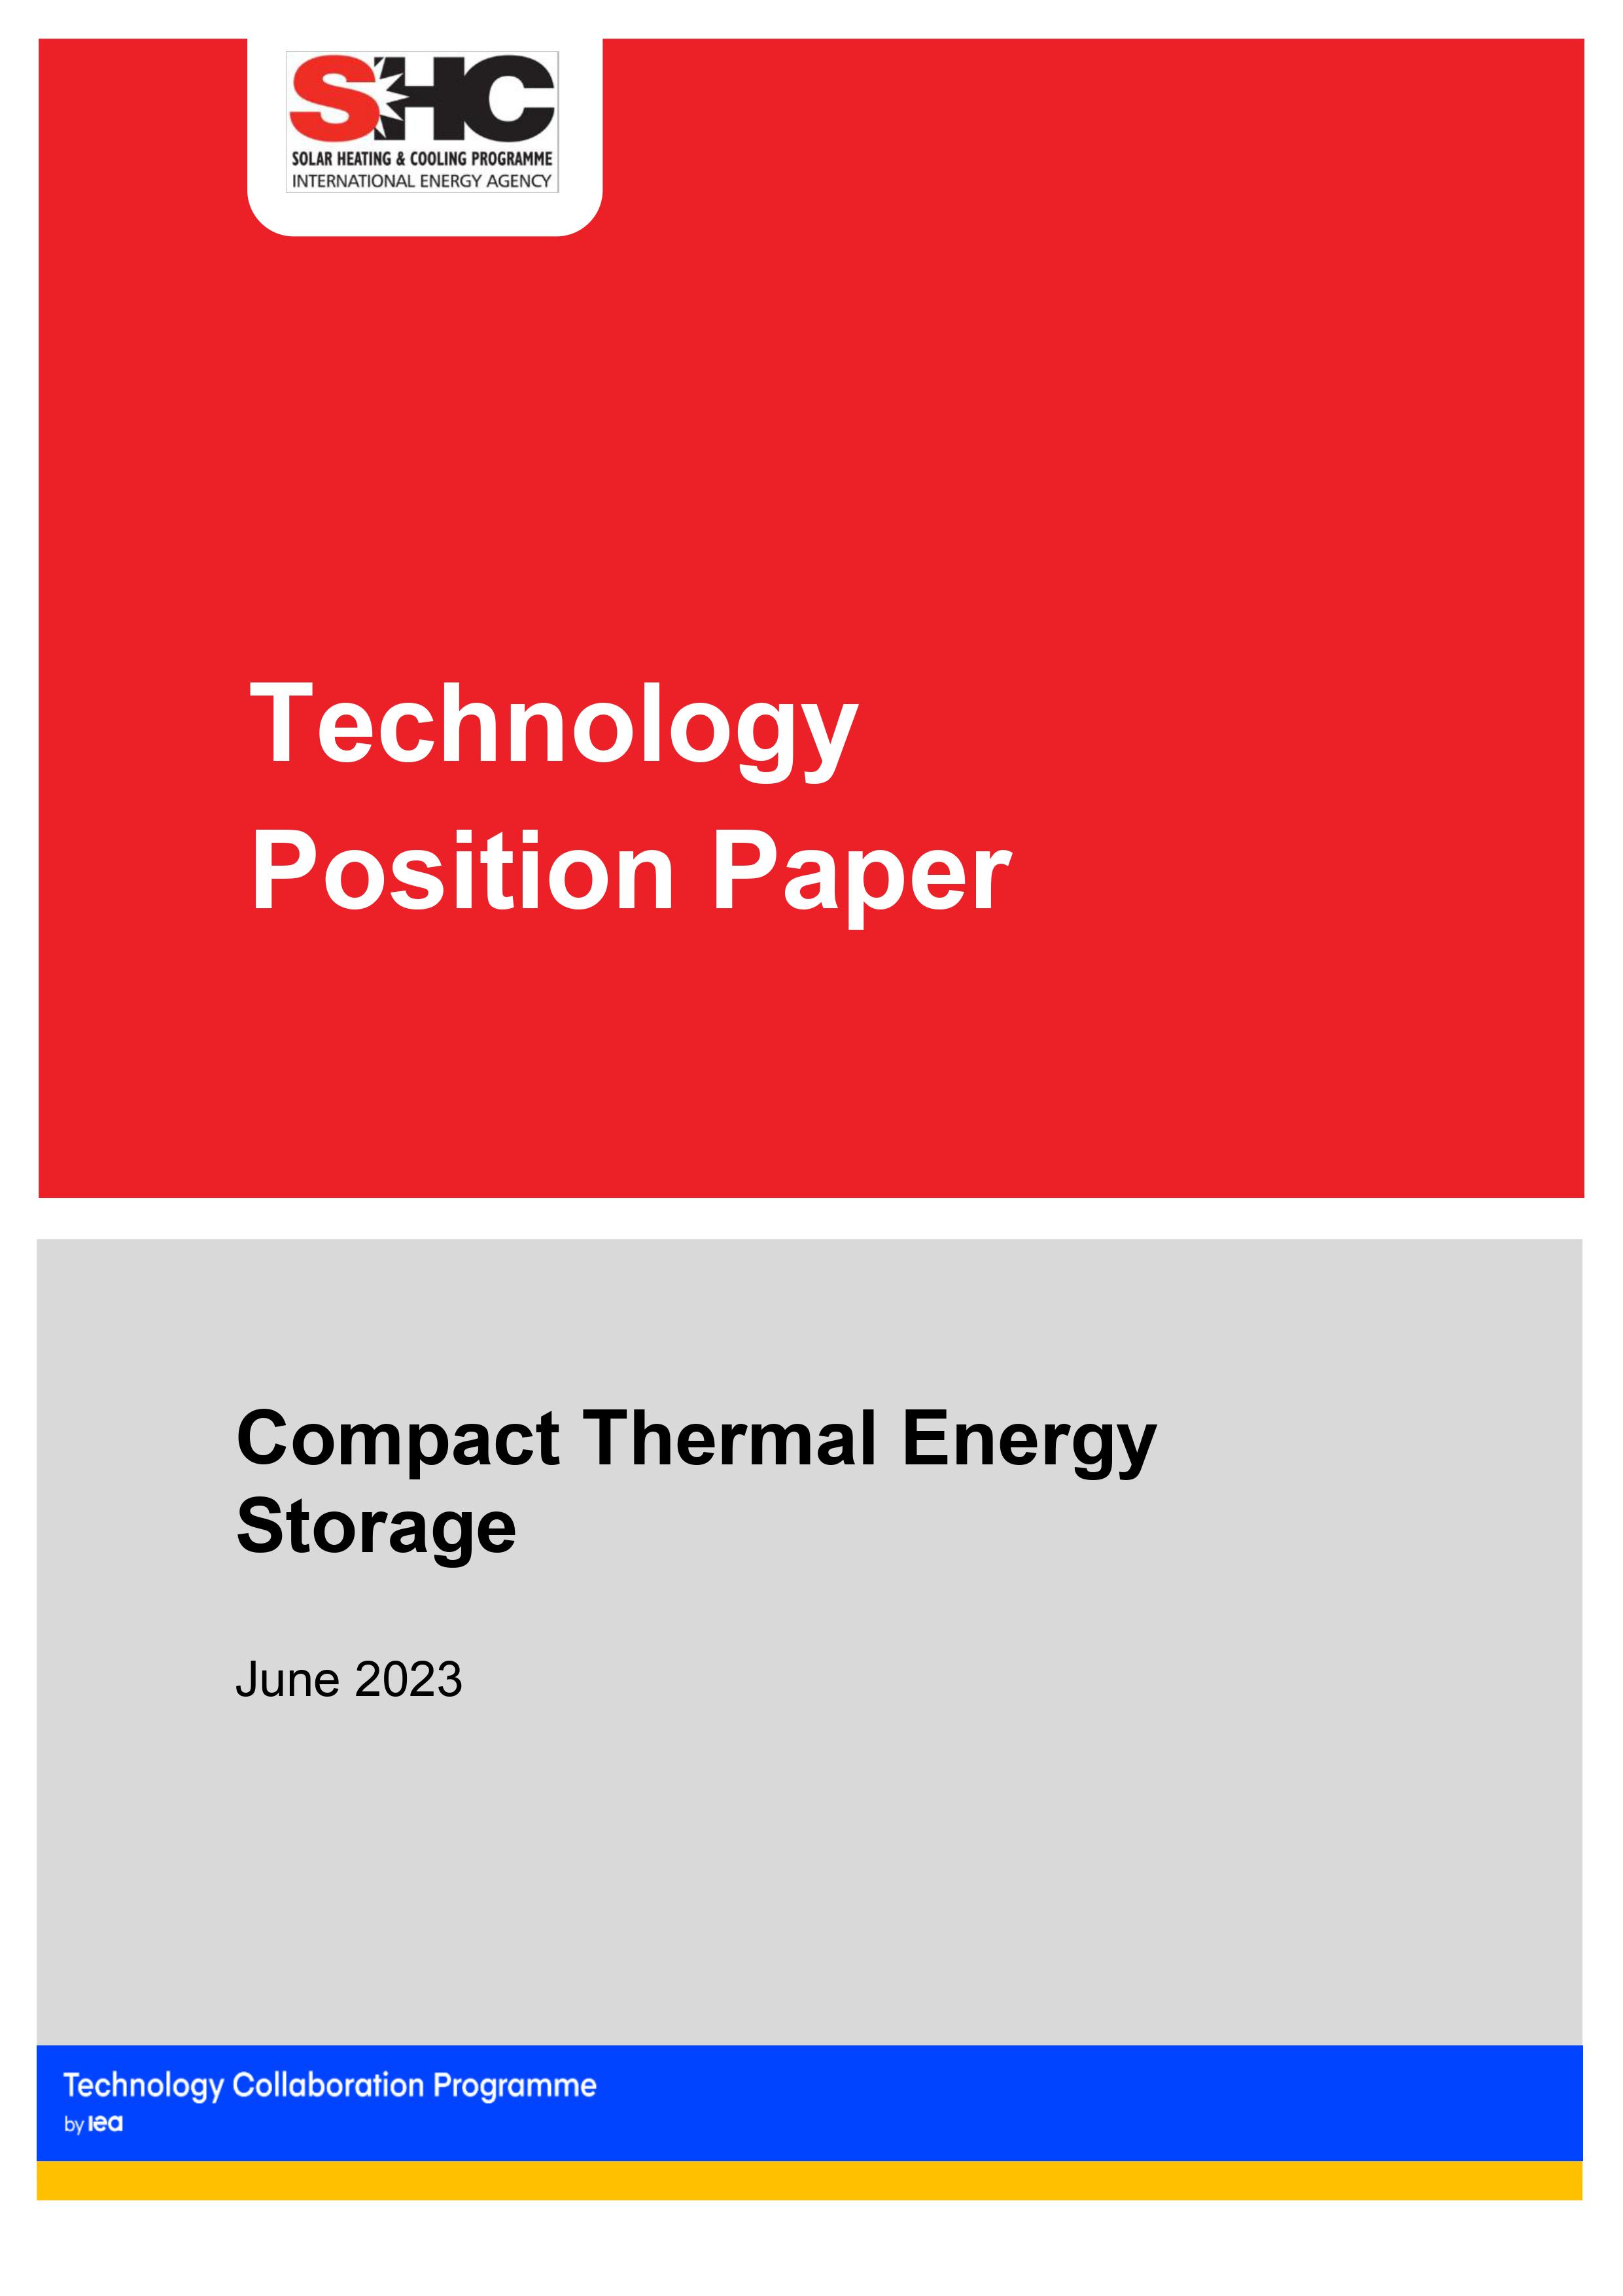 SHC
SOLAR HEATING & COOLING PROGRAMME
INTERNATIONAL ENERGY AGENCY
Technology
Position Paper
Compact Thermal Energy
Storage
June 2023
Technology Collaboration Programme
by iea